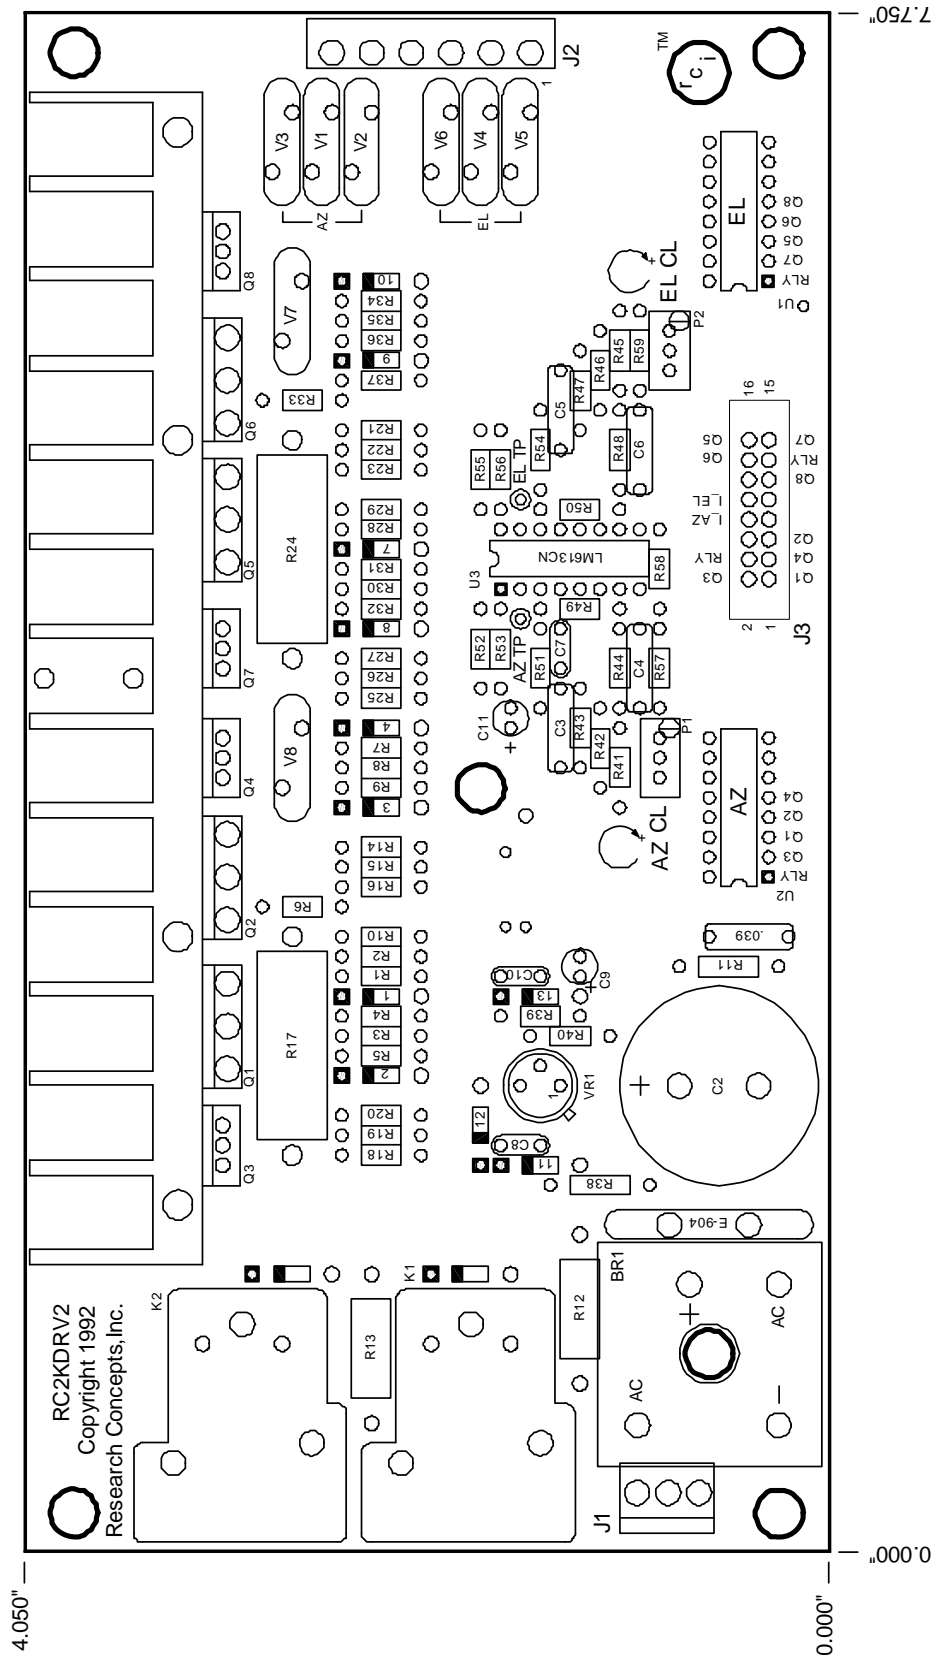 RC2KDRV2
Copyright 1992
Research Concepts, Inc.
7.750"
0.000"
4.050"
0.000"
J2
1
TM
r c i
V3
V1
V2
AZ
V6
V4
V5
EL
Q8
Q6
Q5
Q7
Q4
Q2
Q1
Q3
V7
R33
R24
V8
R6
R17
10
R34
R35
R36
9
R37
R21
R22
R23
R29
R28
7
R31
R30
R32
8
R27
R26
R25
4
R7
R8
R9
3
R14
R15
R16
R10
R2
R1
1
R4
R3
R5
2
R20
R19
R18
EL
Q8
Q6
Q5
Q7
RLY
U1
EL CL
P2
R45
R59
R46
R47
C5
R54
R48
C6
R55
R56
EL TP
R50
U3
LM613CN
R58
R49
R52
R53
AZ TP
R51
C7
R44
C4
R57
C11
+
C3
R43
R42
R41
P1
AZ CL
16
15
Q5
Q6
I_EL
I_AZ
RLY
Q3
Q7
RLY
Q8
Q2
Q4
Q1
2
1
J3
AZ
Q4
Q2
Q1
Q3
RLY
U2
.039
R11
C10
C9
+
13
R39
R40
VR1
1
12
C8
11
R38
+
C2
E-904
BR1
+
AC
AC
–
K2
K1
R13
R12
J1